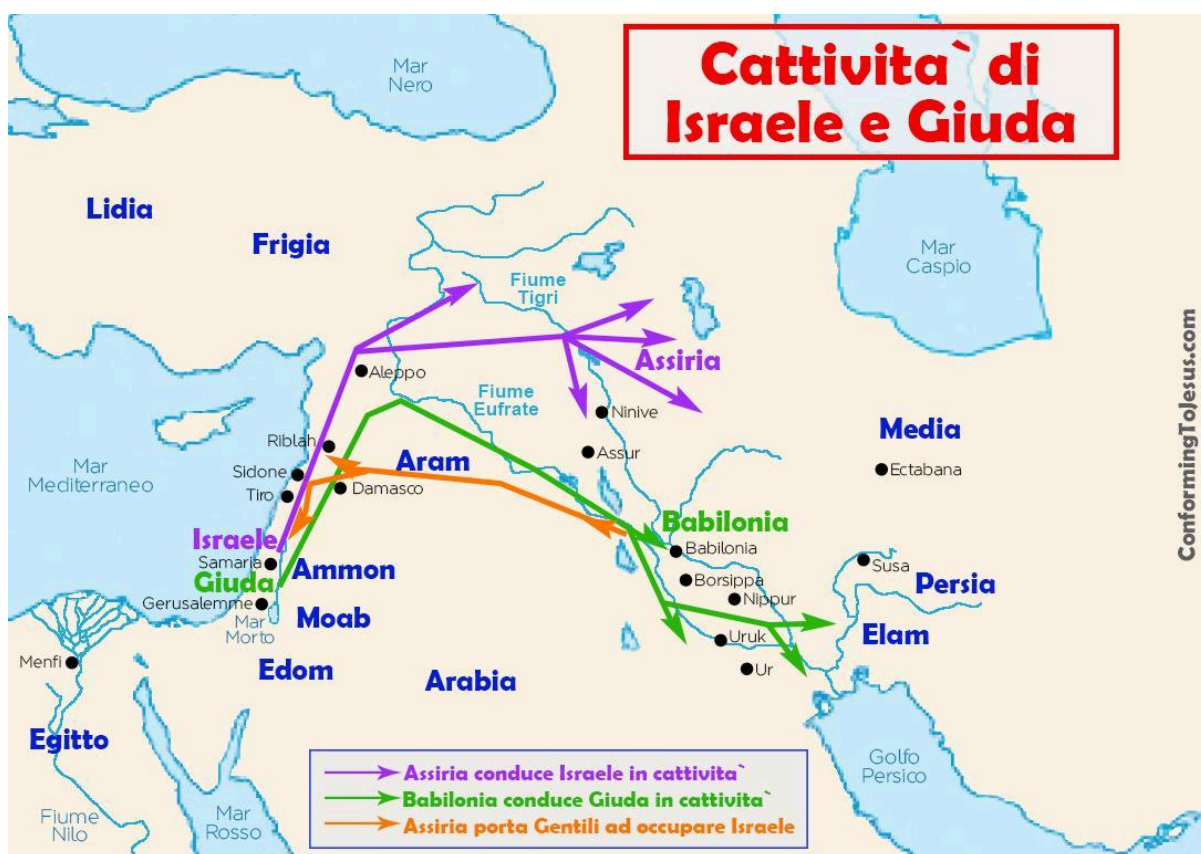 Cattivita` di
Israele e Giuda
Mar
Nero
Lidia
Frigia
Mar
Caspio
Fiume
Tigri
Assiria
Aleppo
Fiume
Eufrate
Ninive
Media
Riblah
Aram
Assur
Ectabana
Mar
Mediterraneo
Sidone
Tiro
Damasco
Israele
Babilonia
Samaria
Babilonia
Giuda
Ammon
Susa
Borsippa
Persia
Gerusalemme
Nippur
Mar
Morto
Moab
Uruk
Elam
Menfi
Edom
Arabia
Ur
Egitto
Golfo
Persico
Fiume
Nilo
Mar
Rosso
Assiria conduce Israele in cattivita`
Babilonia conduce Giuda in cattivita`
Assiria porta Gentili ad occupare Israele
ConformingToJesus.com